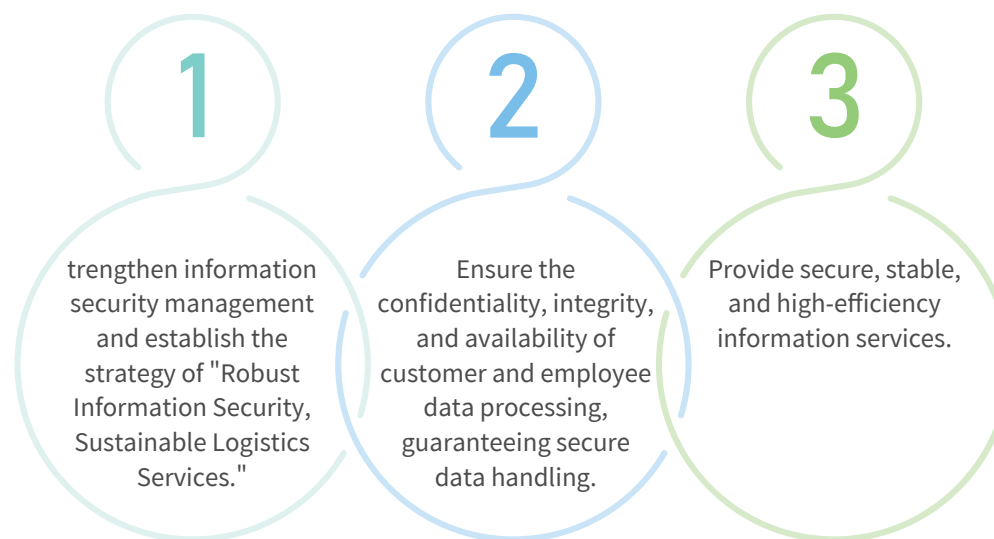 1
trengthen information
security management
and establish the
strategy of "Robust
Information Security,
Sustainable Logistics
Services."
2
Ensure the
confidentiality, integrity,
and availability of
customer and employee
data processing,
guaranteeing secure
data handling.
3
Provide secure, stable,
and high-efficiency
information services.